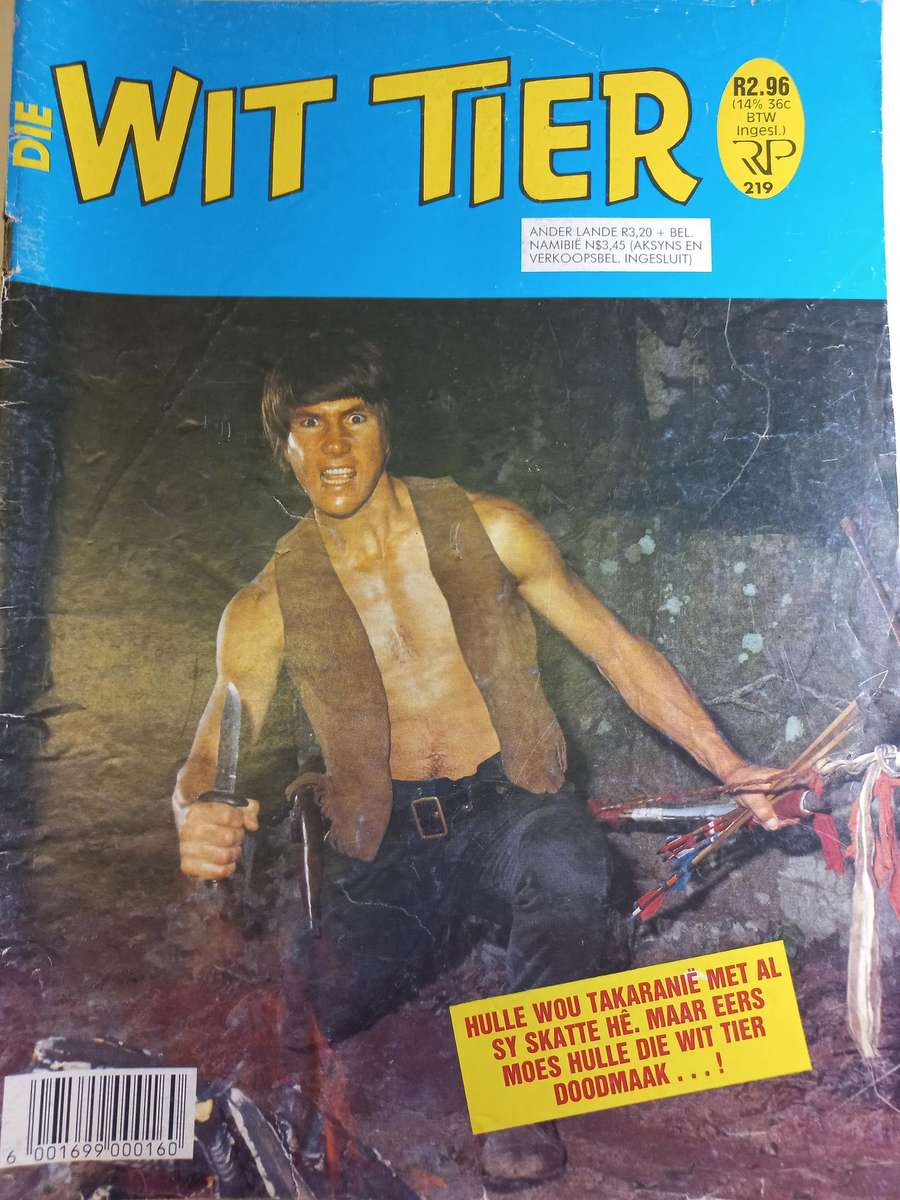 DIE
WIT TIER
R2.96
(14% 36c
BTW
Ingesl.)
RP
219
ANDER LANDE R3,20 + BEL.
NAMIBIË N$3,45 (AKSYNS EN
VERKOOPSBEL. INGESLUIT)
HULLE WOU TAKARANIË MET AL
SY SKATTE HÊ. MAAR EERS
MOES HULLE DIE WIT TIER
DOODMAAK . . . !
6 001699 000160